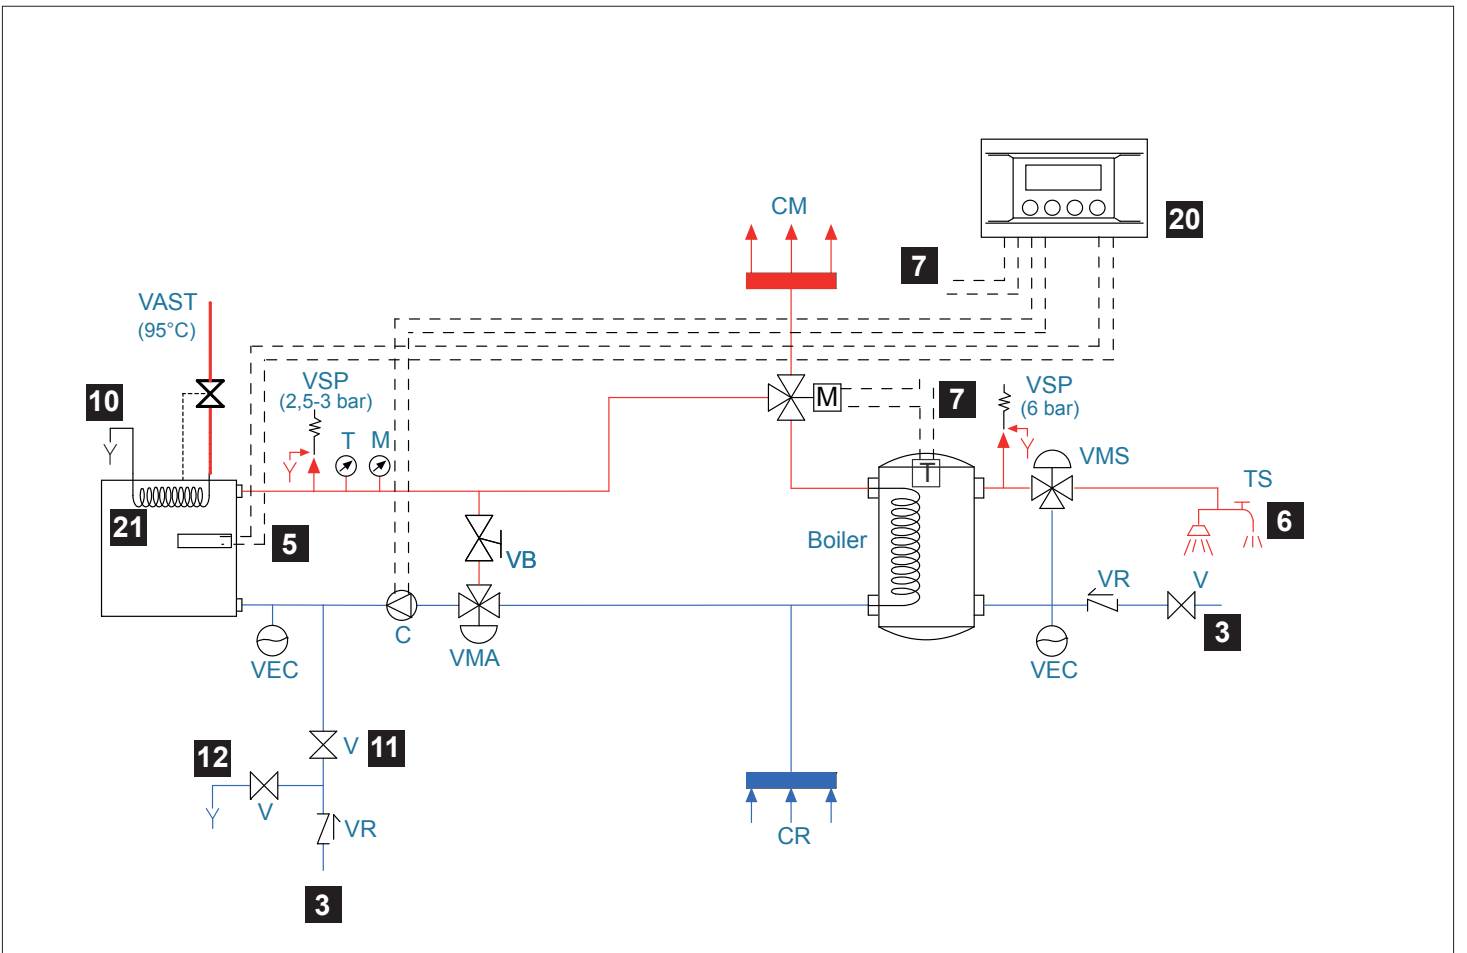 CM
20
7
VAST
(95°C)
VSP
(2,5-3 bar)
10
T
M
M
7
VSP
(6 bar)
VMS
TS
T
21
5
6
Boiler
VB
VR
V
3
C
VEC
VMA
VEC
V
11
12
V
VR
CR
3